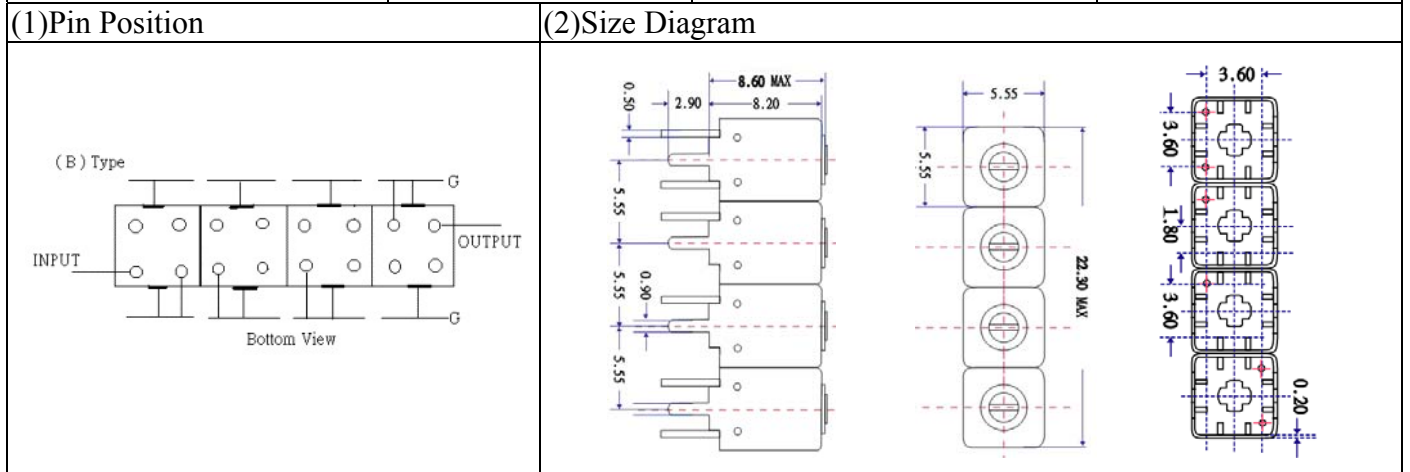 (1)Pin Position
(2)Size Diagram
(B) Type
G
INPUT
OUTPUT
G
Bottom View
8.60 MAX
8.20
2.90
0.50
5.55
5.55
0.90
5.55
5.55
5.55
22.30 MAX
3.60
3.60
1.80
3.60
0.20